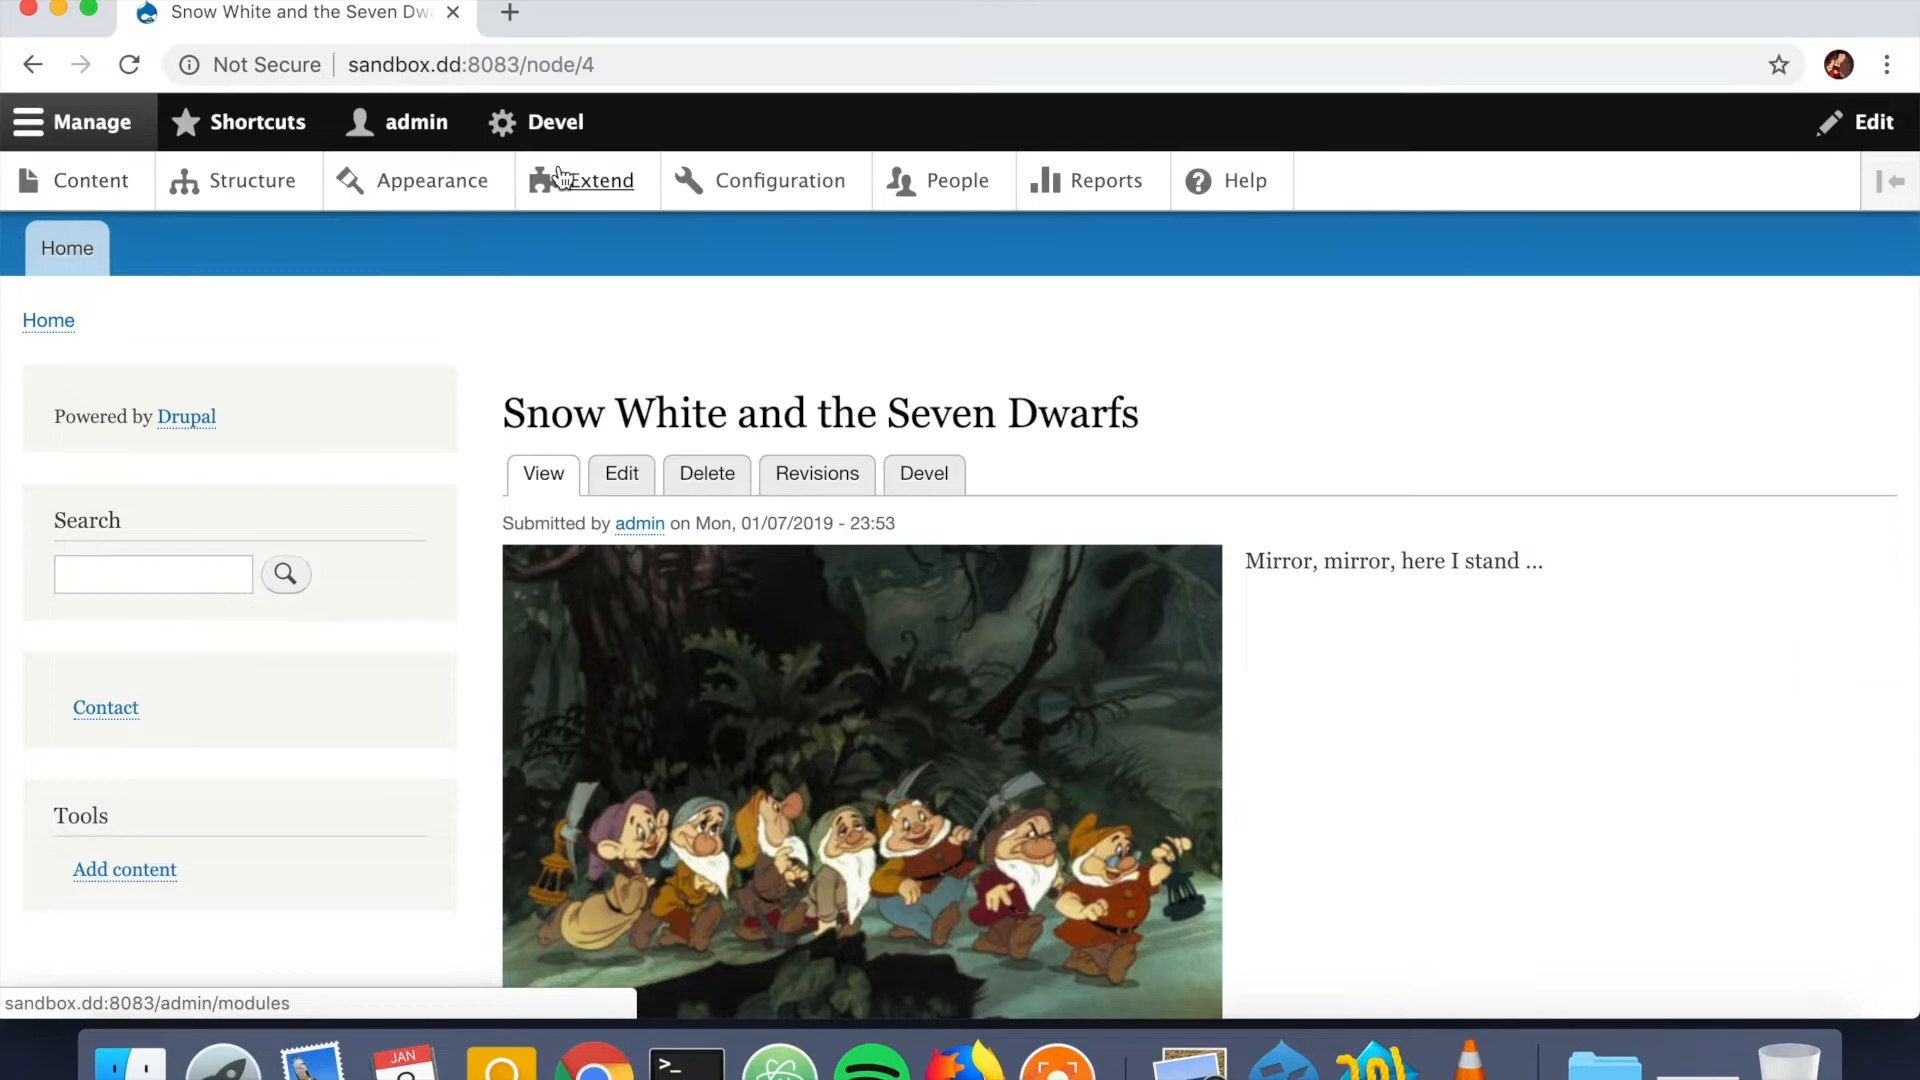 Snow White and the Seven Dw
Not Secure sandbox.dd:8083/node/4
Manage Shortcuts admin Devel Edit
Content Structure Appearance Extend Configuration People Reports Help
Home
Home
Powered by Drupal
Search
Contact
Tools
Add content
Snow White and the Seven Dwarfs
View Edit Delete Revisions Devel
Submitted by admin on Mon, 01/07/2019 - 23:53
Mirror, mirror, here I stand ...
sandbox.dd:8083/admin/modules
JAN
>_